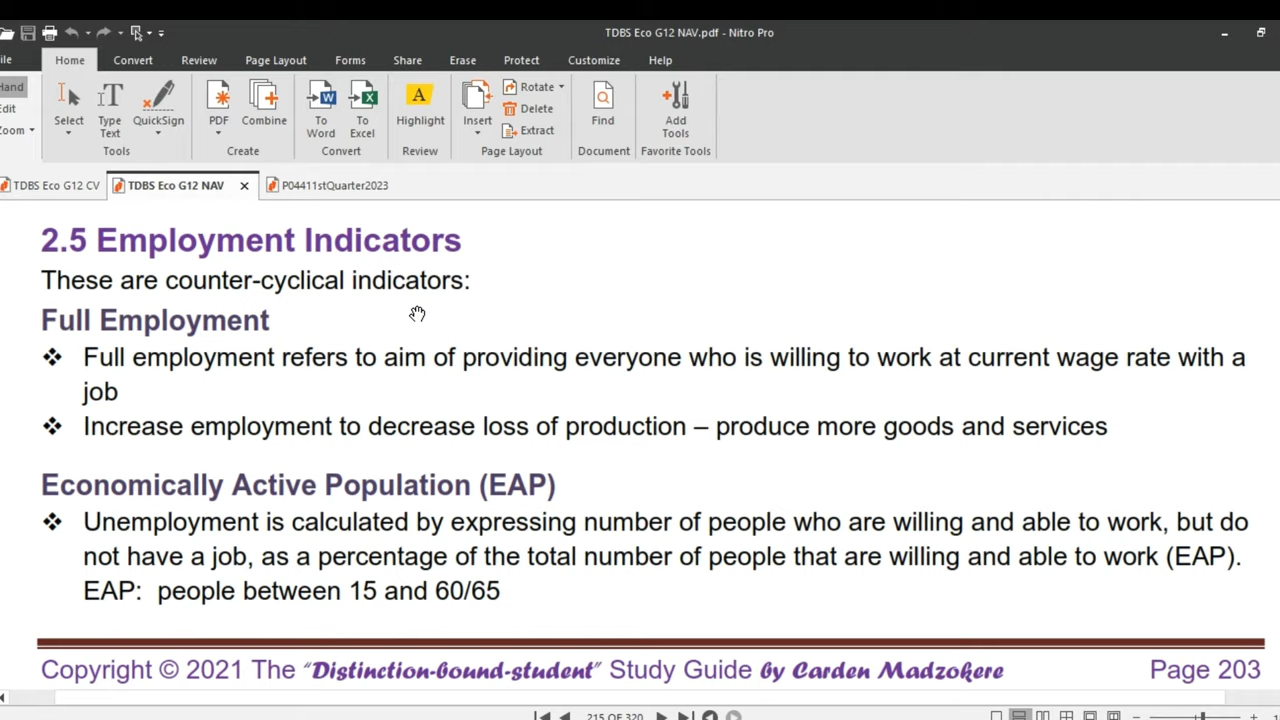 TDBS Eco G12 NAV.pdf - Nitro Pro
Home Convert Review Page Layout Forms Share Erase Protect Customize Help
Hand
Edit
Zoom
Select
Type Text
QuickSign
Tools
PDF
Combine
Create
To Word
To Excel
Convert
Highlight
Review
Insert
Rotate
Delete
Extract
Page Layout
Find
Document
Add Tools
Favorite Tools
TDBS Eco G12 CV TDBS Eco G12 NAV P04411stQuarter2023
2.5 Employment Indicators
These are counter-cyclical indicators:
Full Employment
❖ Full employment refers to aim of providing everyone who is willing to work at current wage rate with a
job
❖ Increase employment to decrease loss of production – produce more goods and services
Economically Active Population (EAP)
❖ Unemployment is calculated by expressing number of people who are willing and able to work, but do
not have a job, as a percentage of the total number of people that are willing and able to work (EAP).
EAP: people between 15 and 60/65
Copyright © 2021 The “Distinction-bound-student” Study Guide by Carden Madzokere Page 203
215 OF 320